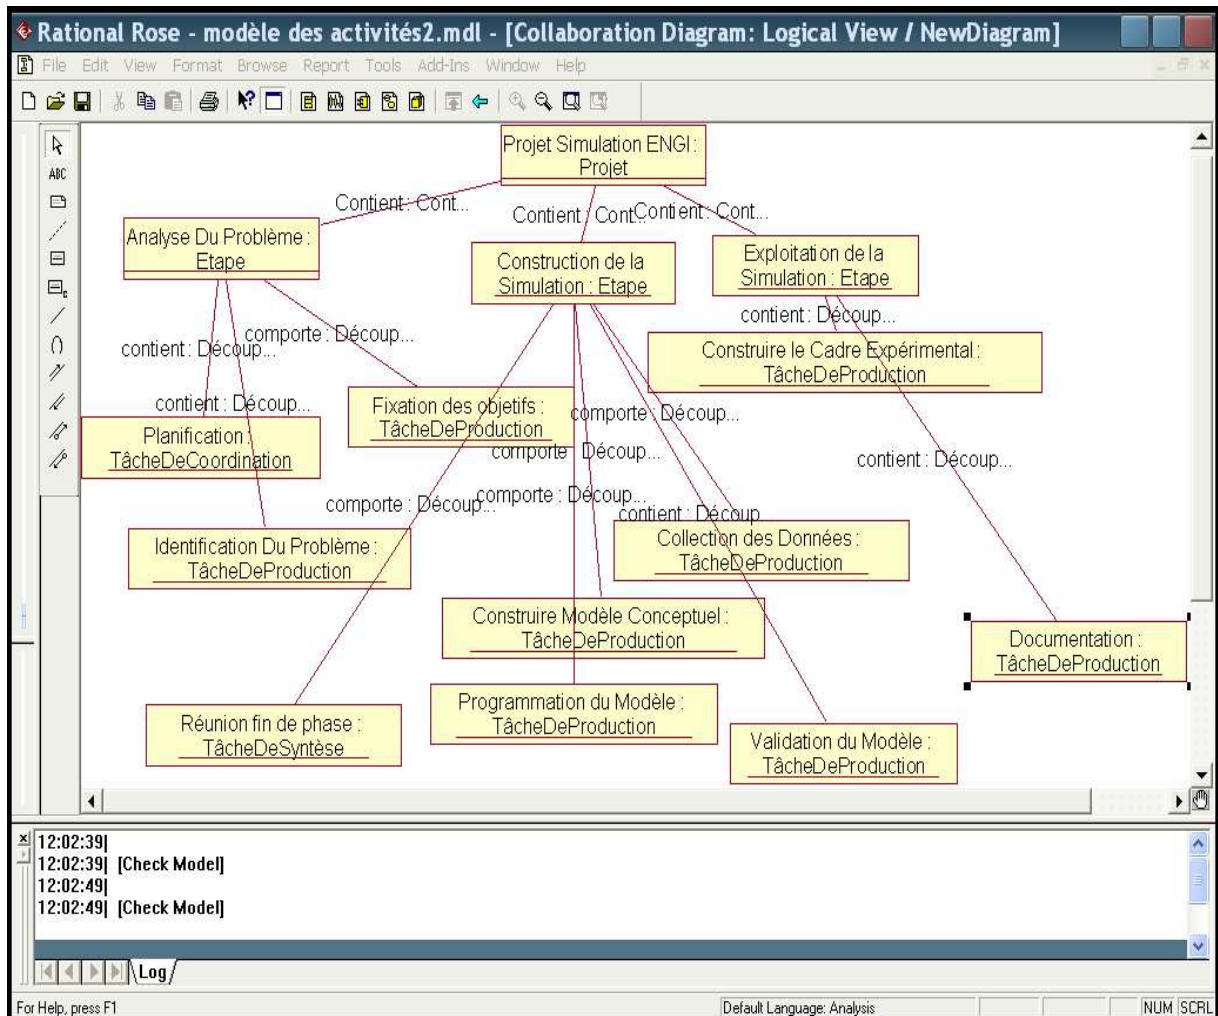 Rational Rose - modèle des activités2.mdl - [Collaboration Diagram: Logical View / NewDiagram]
File Edit View Format Browse Report Tools Add-Ins Window Help
ABC
Projet Simulation ENGI :
Projet
Contient : Cont...
Contient : Cont...
Contient : Cont...
Analyse Du Problème :
Etape
Construction de la
Simulation : Etape
Exploitation de la
Simulation : Etape
contient : Découp...
comporte : Découp...
contient : Découp...
Construire le Cadre Expérimental :
TâcheDeProduction
contient : Découp...
Fixation des objetifs :
TâcheDeProduction
comporte : Découp...
Planification :
TâcheDeCoordination
comporte : Découp...
contient : Découp...
comporte : Découp...
comporte : Découp...
contient : Découp
Identification Du Problème :
TâcheDeProduction
Collection des Données :
TâcheDeProduction
Construire Modèle Conceptuel :
TâcheDeProduction
Documentation :
TâcheDeProduction
Programmation du Modèle :
TâcheDeProduction
Réunion fin de phase :
TâcheDeSyntèse
Validation du Modèle :
TâcheDeProduction
12:02:39|
12:02:39| [Check Model]
12:02:49|
12:02:49| [Check Model]
Log
For Help, press F1
Default Language: Analysis
NUM SCRL